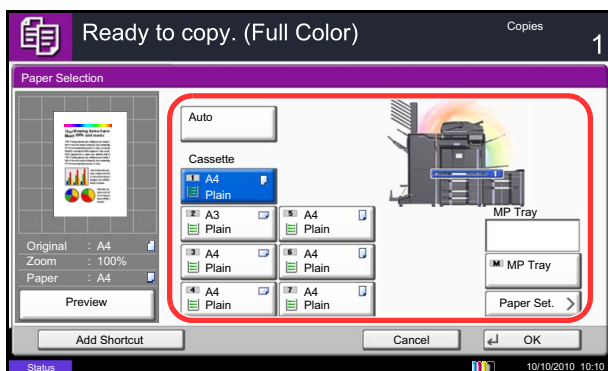 Ready to copy. (Full Color)
Copies
1
Paper Selection
Original : A4
Zoom : 100%
Paper : A4
Preview
Auto
Cassette
1 A4
Plain
2 A3
Plain
5 A4
Plain
3 A4
Plain
6 A4
Plain
4 A4
Plain
7 A4
Plain
1
MP Tray
M MP Tray
Paper Set.
Add Shortcut
Cancel
OK
Status
10/10/2010 10:10